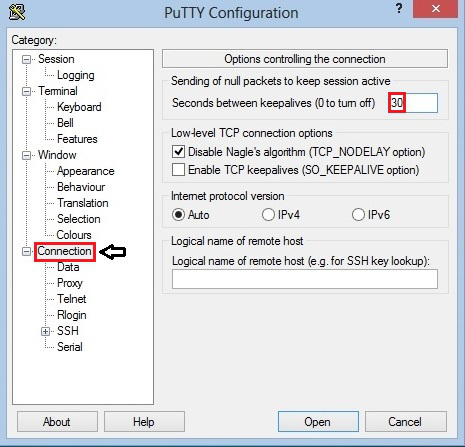 PuTTY Configuration
?
Category:
Session
Logging
Terminal
Keyboard
Bell
Features
Window
Appearance
Behaviour
Translation
Selection
Colours
Connection
Data
Proxy
Telnet
Rlogin
SSH
Serial
Options controlling the connection
Sending of null packets to keep session active
Seconds between keepalives (0 to turn off) 30
Low-level TCP connection options
Disable Nagle's algorithm (TCP_NODELAY option)
Enable TCP keepalives (SO_KEEPALIVE option)
Internet protocol version
Auto IPv4 IPv6
Logical name of remote host
Logical name of remote host (e.g. for SSH key lookup):
About Help Open Cancel